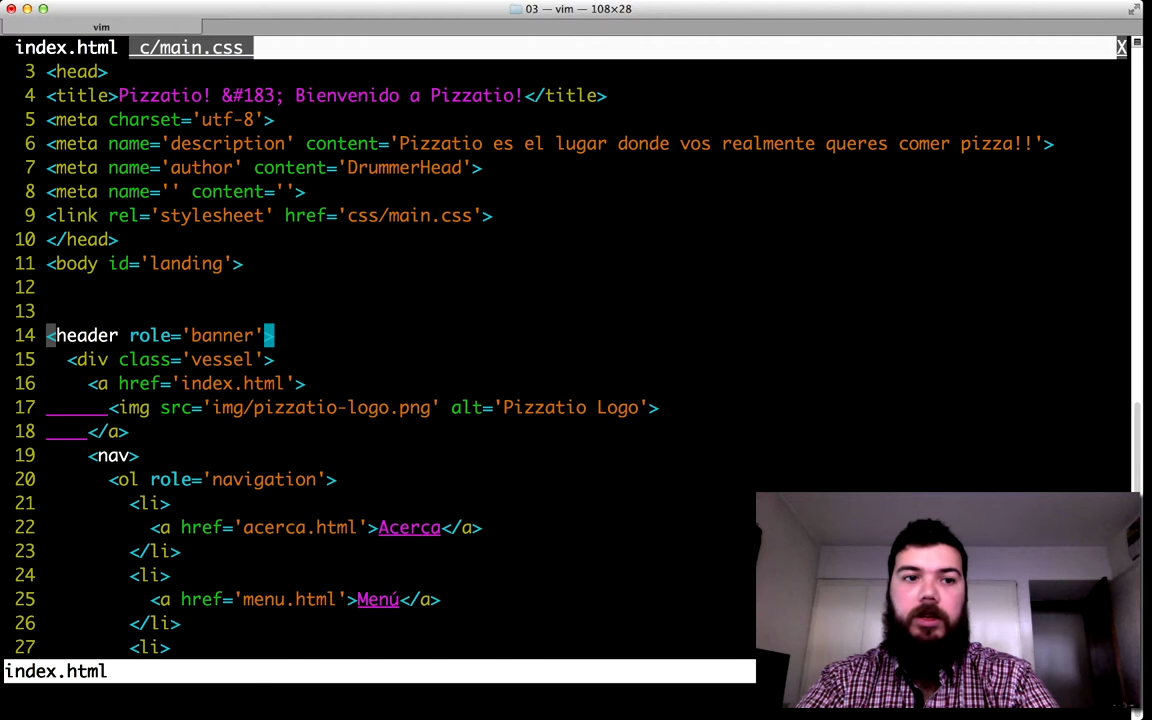 03 — vim — 108×28
vim
index.html c/main.css X
3 <head>
4 <title>Pizzatio! &#183; Bienvenido a Pizzatio!</title>
5 <meta charset='utf-8'>
6 <meta name='description' content='Pizzatio es el lugar donde vos realmente queres comer pizza!!'>
7 <meta name='author' content='DrummerHead'>
8 <meta name='' content=''>
9 <link rel='stylesheet' href='css/main.css'>
10 </head>
11 <body id='landing'>
12
13
14 <header role='banner'>
15 <div class='vessel'>
16 <a href='index.html'>
17 <img src='img/pizzatio-logo.png' alt='Pizzatio Logo'>
18 </a>
19 <nav>
20 <ol role='navigation'>
21 <li>
22 <a href='acerca.html'>Acerca</a>
23 </li>
24 <li>
25 <a href='menu.html'>Menú</a>
26 </li>
27 <li>
index.html